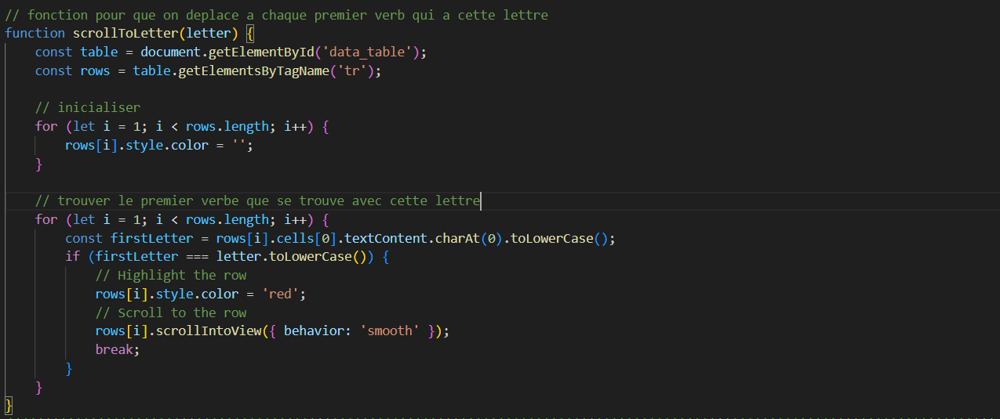 // fonction pour que on deplace a chaque premier verb qui a cette lettre
function scrollToLetter(letter) {
    const table = document.getElementById('data_table');
    const rows = table.getElementsByTagName('tr');

    // inicialiser
    for (let i = 1; i < rows.length; i++) {
        rows[i].style.color = '';
    }

    // trouver le premier verbe que se trouve avec cette lettre
    for (let i = 1; i < rows.length; i++) {
        const firstLetter = rows[i].cells[0].textContent.charAt(0).toLowerCase();
        if (firstLetter === letter.toLowerCase()) {
            // Highlight the row
            rows[i].style.color = 'red';
            // Scroll to the row
            rows[i].scrollIntoView({ behavior: 'smooth' });
            break;
        }
    }
}